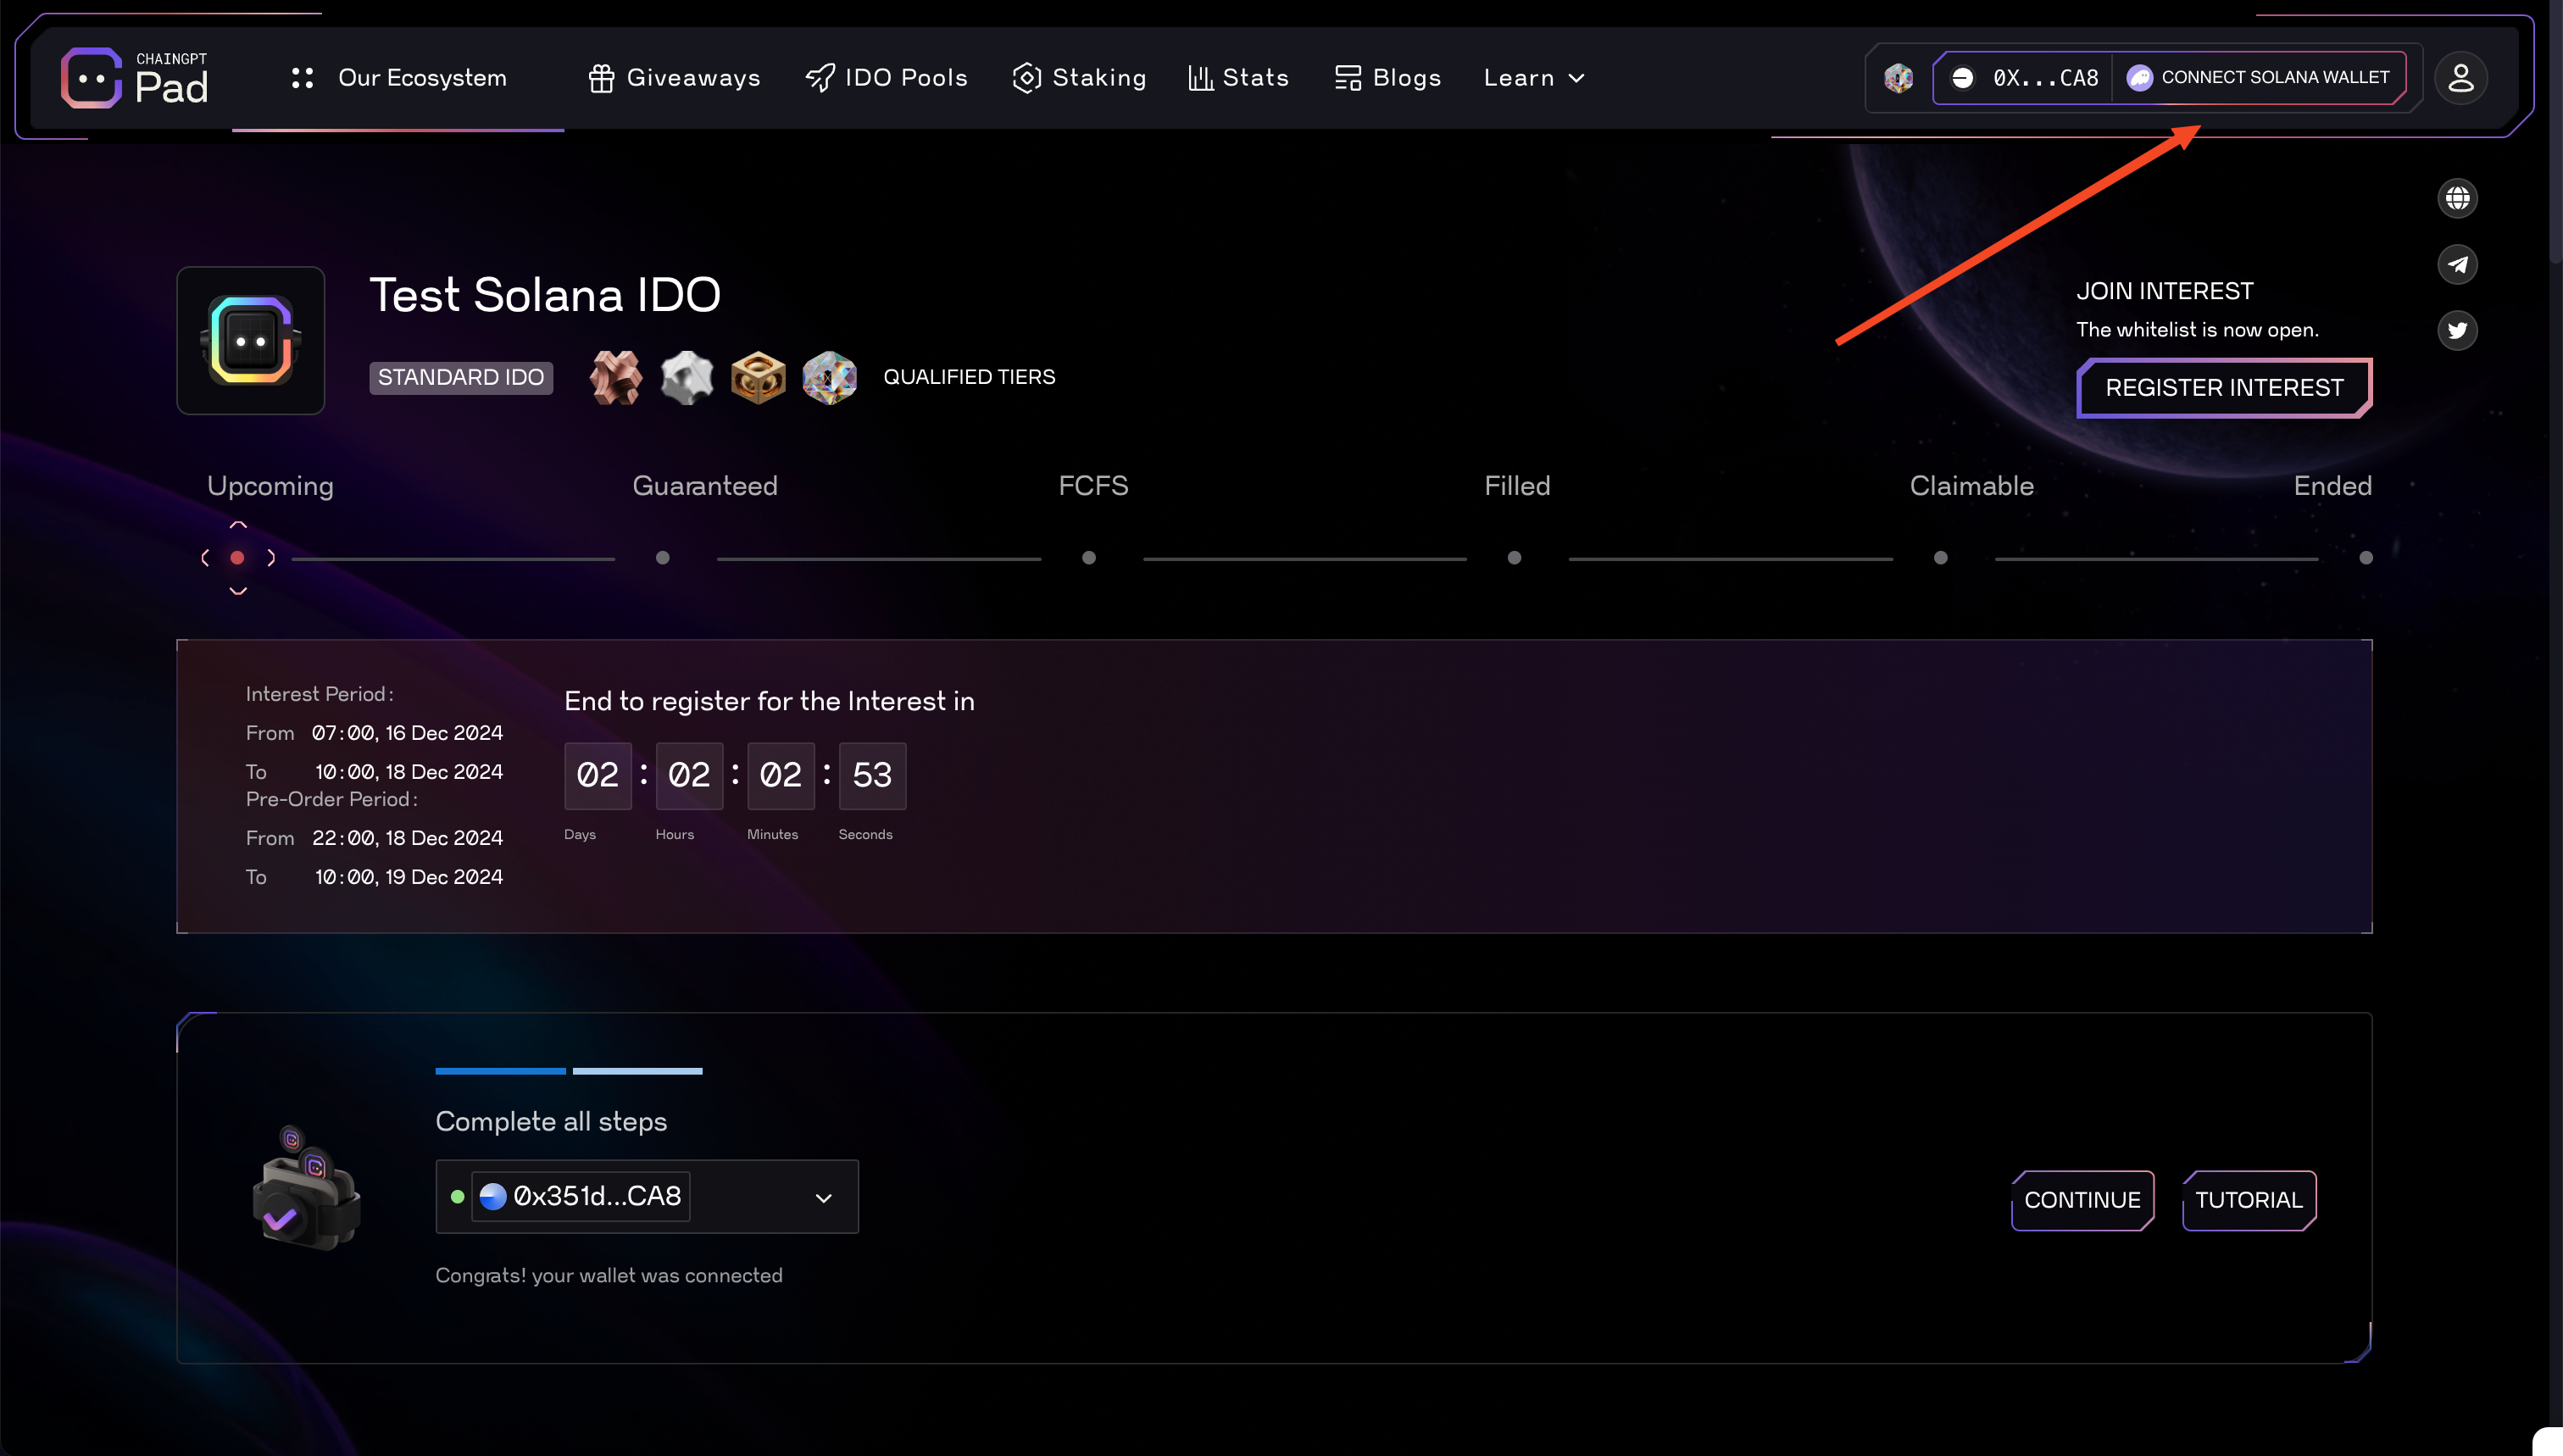 CHAINGPT
Pad
Our Ecosystem
Giveaways
IDO Pools
Staking
Stats
Blogs
Learn
0X...CA8
CONNECT SOLANA WALLET
Test Solana IDO
STANDARD IDO
QUALIFIED TIERS
JOIN INTEREST
The whitelist is now open.
REGISTER INTEREST
Upcoming
Guaranteed
FCFS
Filled
Claimable
Ended
Interest Period:
From 07:00, 16 Dec 2024
To 10:00, 18 Dec 2024
Pre-Order Period:
From 22:00, 18 Dec 2024
To 10:00, 19 Dec 2024
End to register for the Interest in
02 : 02 : 02 : 53
Days Hours Minutes Seconds
Complete all steps
0x351d...CA8
Congrats! your wallet was connected
CONTINUE
TUTORIAL